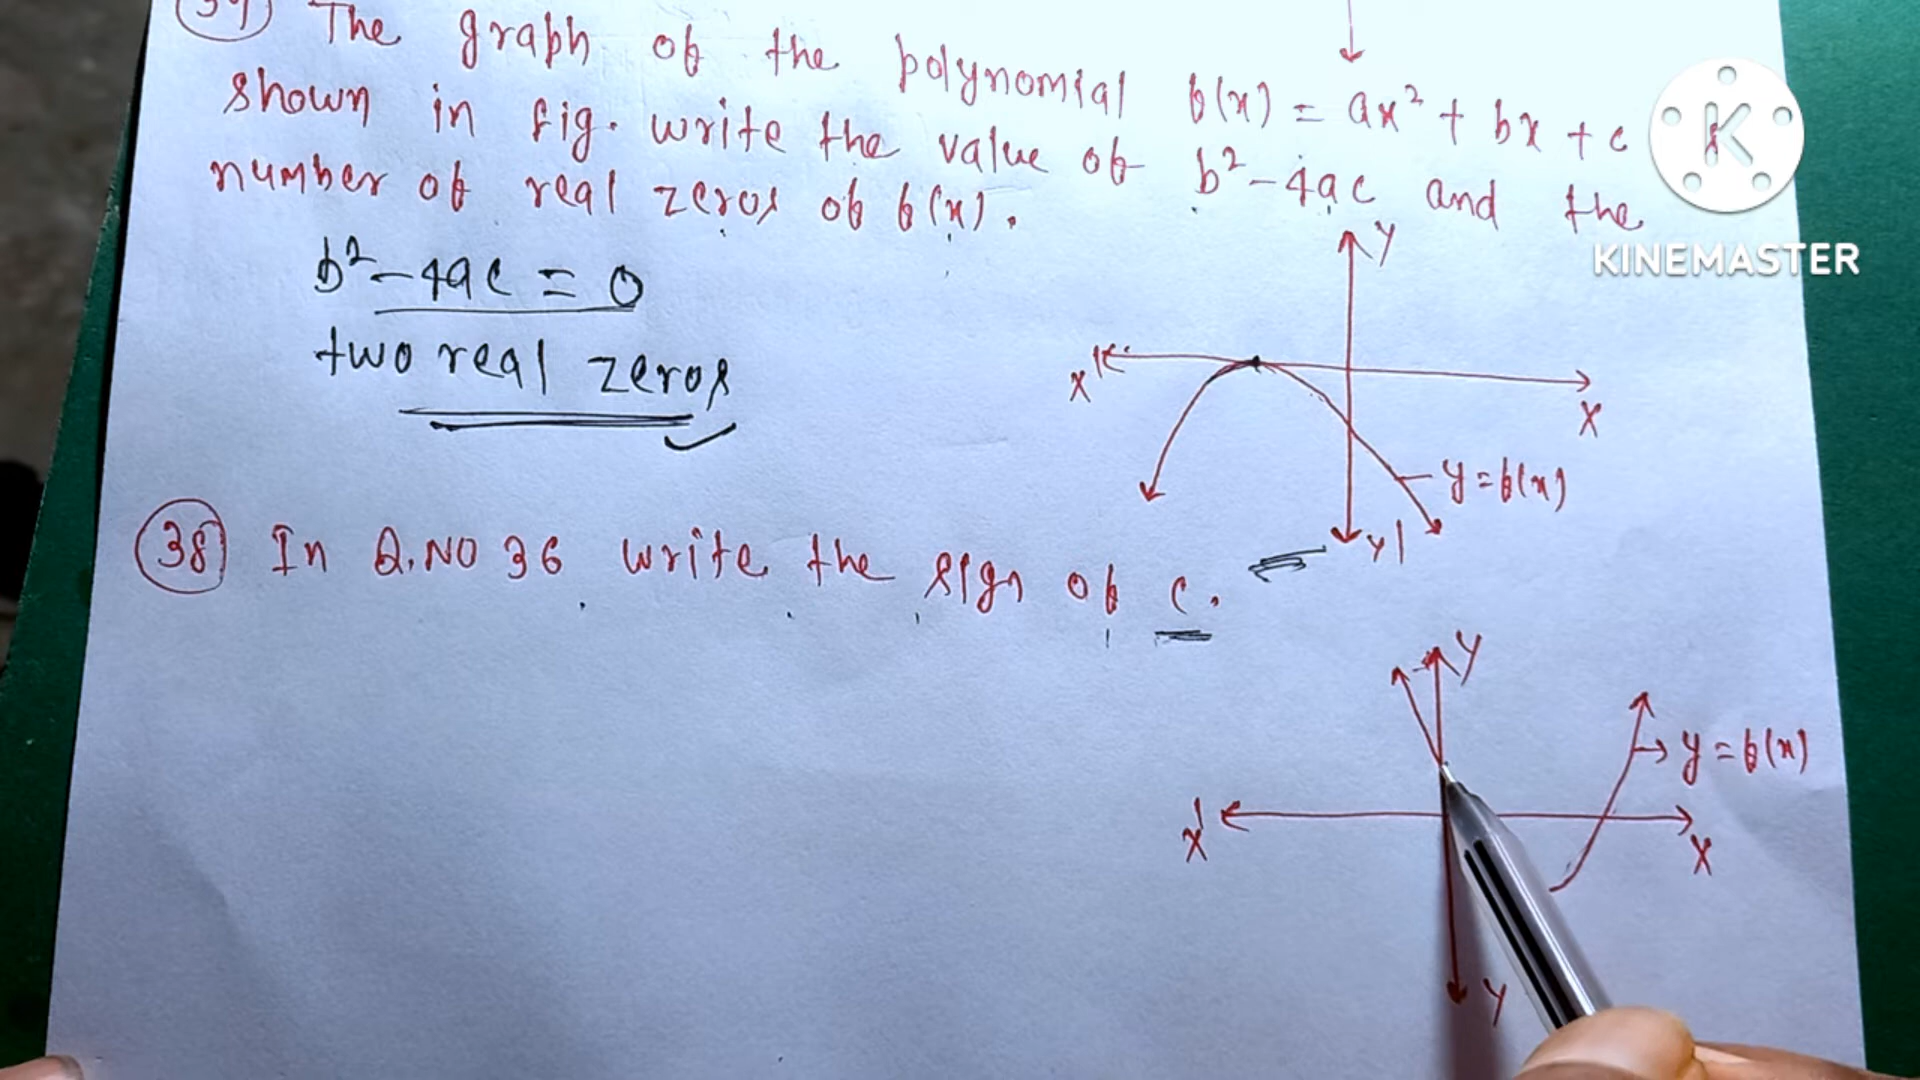 The graph of the polynomial f(x) = ax² + bx + c
shown in fig. write the value of b² - 4ac and the
number of real zeros of f(x).
b² - 4ac = 0
two real zeros
Y
X'
X
y = f(x)
Y'
38 In Q.NO 36 write the sign of c.
Y
y = f(x)
X'
X
Y
K
KINEMASTER